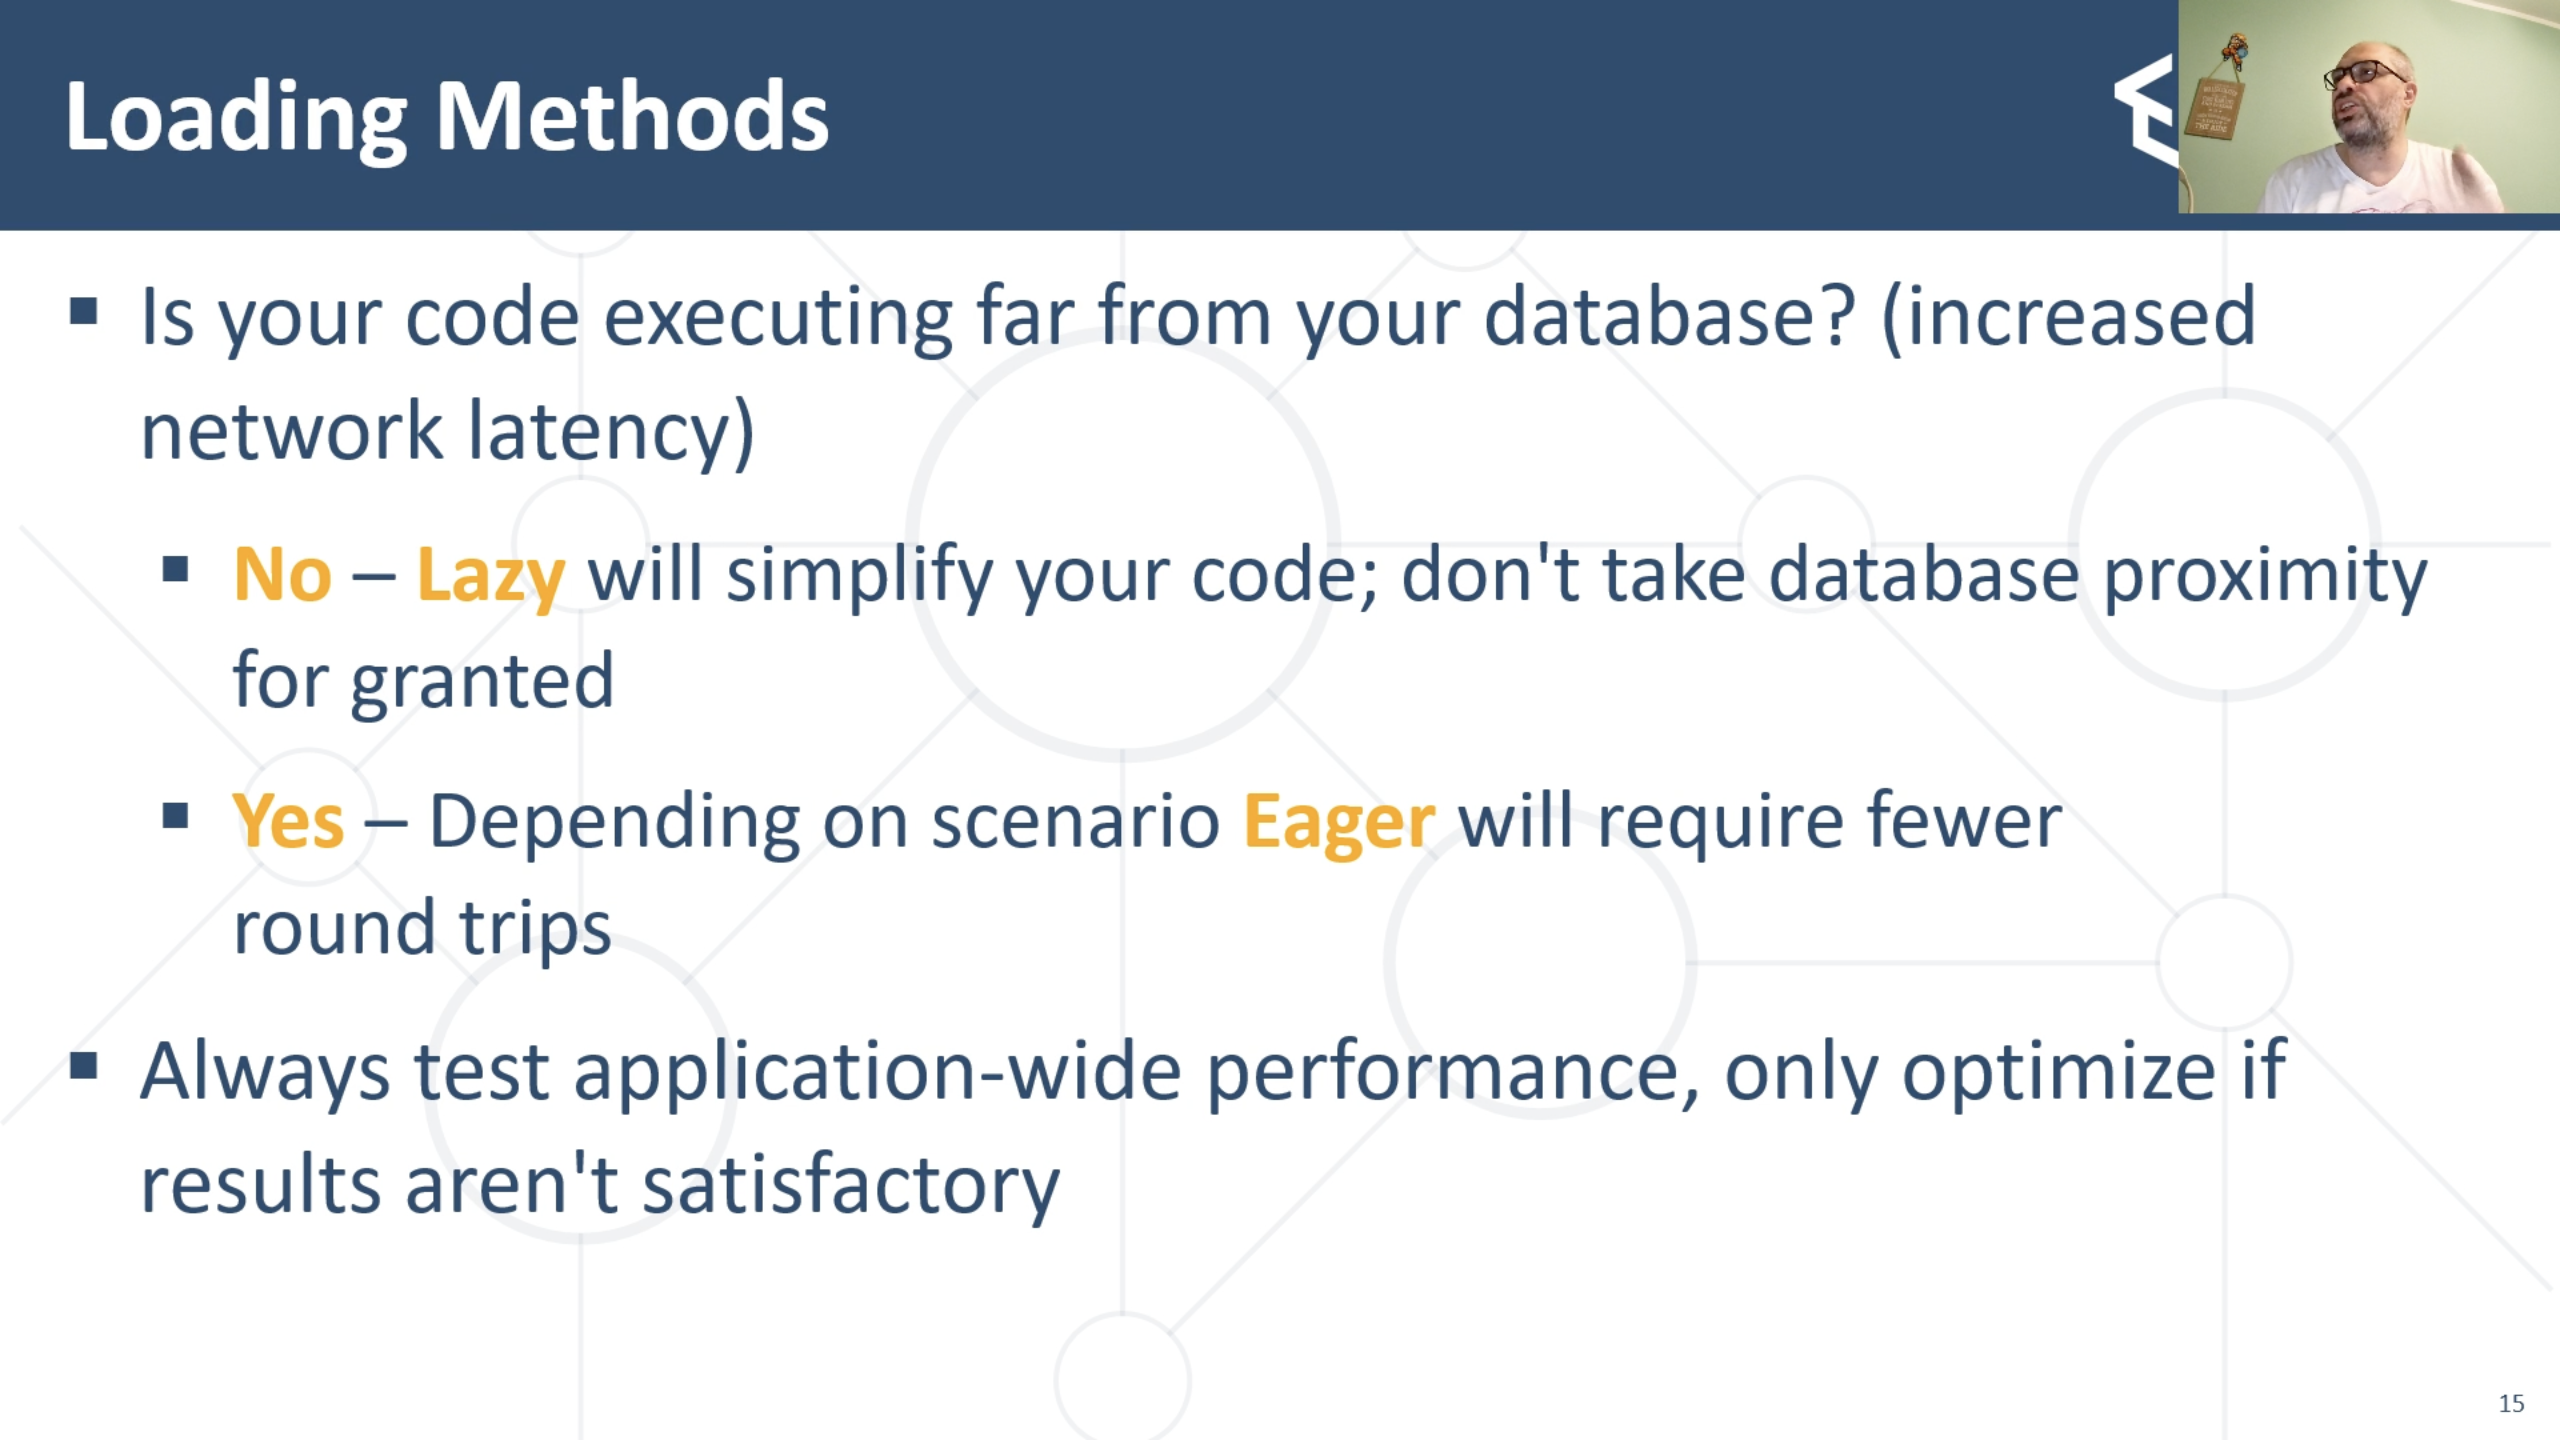 Loading Methods
Is your code executing far from your database? (increased
network latency)
No – Lazy will simplify your code; don't take database proximity
for granted
Yes – Depending on scenario Eager will require fewer
round trips
Always test application-wide performance, only optimize if
results aren't satisfactory
15